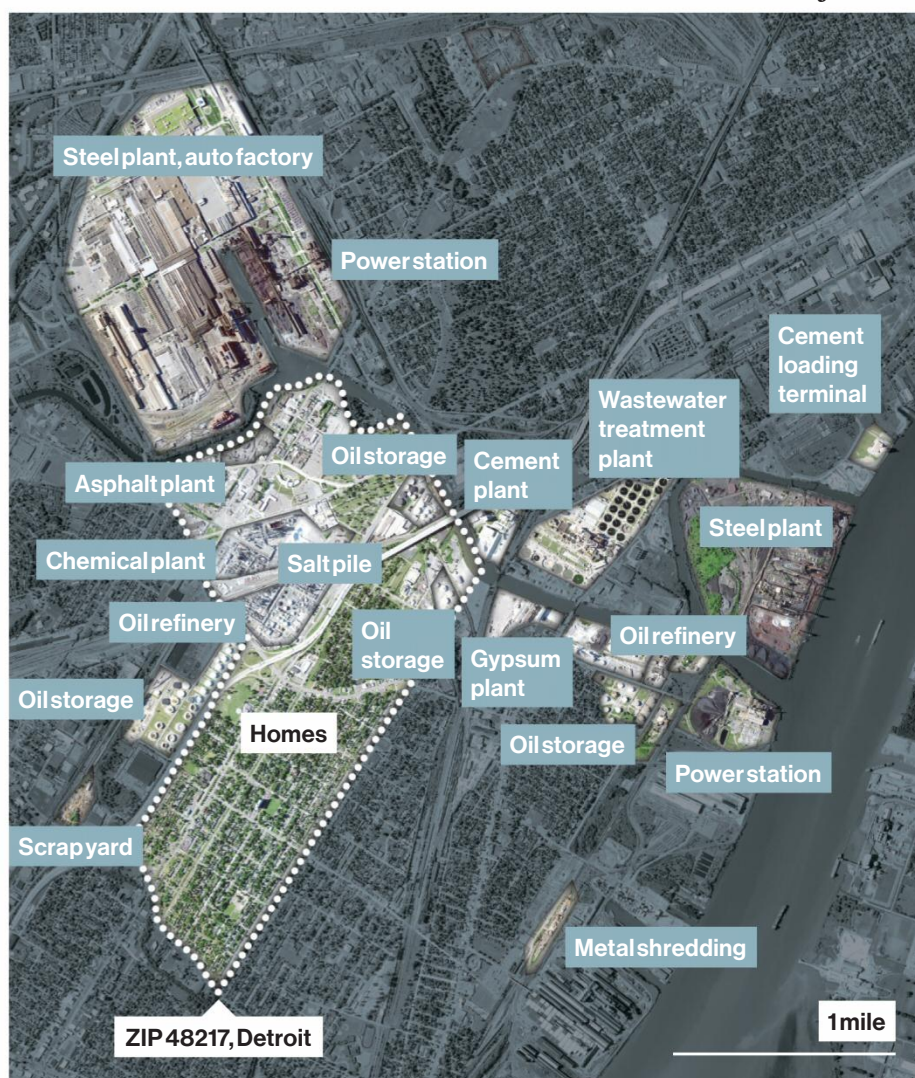 Steel plant, auto factory
Power station
Cement
loading
terminal
Wastewater
treatment
plant
Oil storage
Cement
plant
Asphalt plant
Steel plant
Chemical plant
Salt pile
Oil refinery
Oil
storage
Gypsum
plant
Oil refinery
Oil storage
Homes
Oil storage
Power station
Scrap yard
Metal shredding
1 mile
ZIP 48217, Detroit